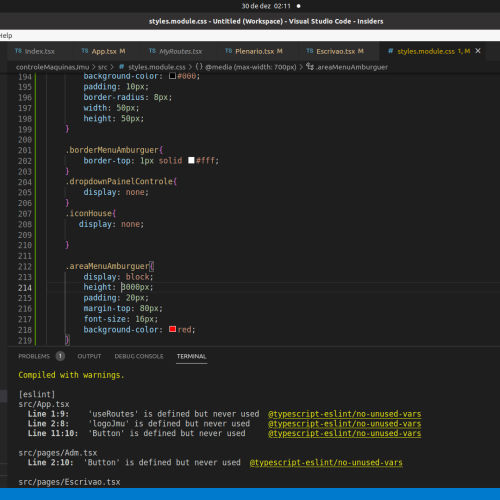 30 de dez 02:11
styles.module.css - Untitled (Workspace) - Visual Studio Code - Insiders
Help
TS Index.tsx TS App.tsx M TS MyRoutes.tsx TS Plenario.tsx M TS Escrivao.tsx M # styles.module.css 1, M
controleMaquinasJmu > src > # styles.module.css > {} @media (max-width: 700px) > .areaMenuAmburguer
194 background-color: #000;
195 padding: 10px;
196 border-radius: 8px;
197 width: 50px;
198 height: 50px;
199 }
200
201 .borderMenuAmburguer{
202 border-top: 1px solid #fff;
203 }
204 .dropdownPainelControle{
205 display: none;
206 }
207 .iconHouse{
208 display: none;
209
210 }
211
212 .areaMenuAmburguer{
213 display: block;
214 height: 3000px;
215 padding: 20px;
216 margin-top: 80px;
217 font-size: 16px;
218 background-color: red;
219 }
PROBLEMS 1 OUTPUT DEBUG CONSOLE TERMINAL
Compiled with warnings.
[eslint]
src/App.tsx
Line 1:9: 'useRoutes' is defined but never used @typescript-eslint/no-unused-vars
Line 2:8: 'logoJmu' is defined but never used @typescript-eslint/no-unused-vars
Line 11:10: 'Button' is defined but never used @typescript-eslint/no-unused-vars
src/pages/Adm.tsx
Line 2:10: 'Button' is defined but never used @typescript-eslint/no-unused-vars
src/pages/Escrivao.tsx